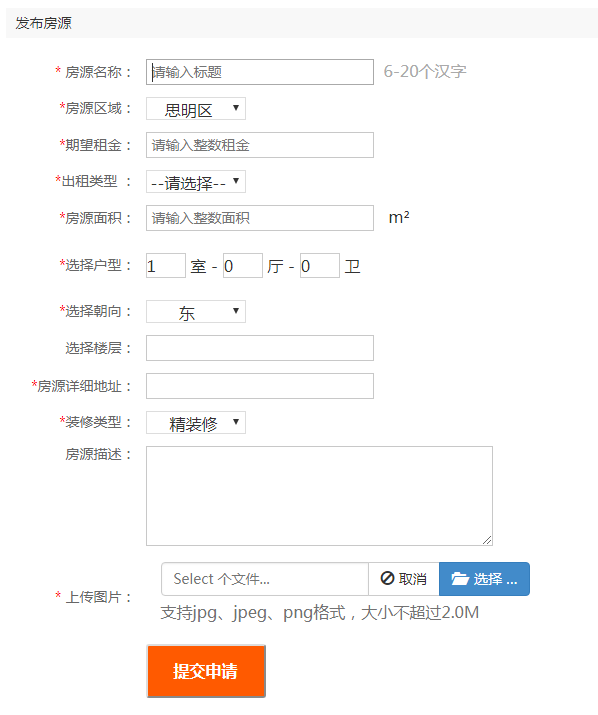 发布房源
* 房源名称： 请输入标题 6-20个汉字
*房源区域： 思明区
*期望租金： 请输入整数租金
*出租类型 ： --请选择--
*房源面积： 请输入整数面积 m²
*选择户型： 1 室 - 0 厅 - 0 卫
*选择朝向： 东
选择楼层：
*房源详细地址：
*装修类型： 精装修
房源描述：
Select 个文件... 取消 选择 ...
* 上传图片：
支持jpg、jpeg、png格式，大小不超过2.0M
提交申请